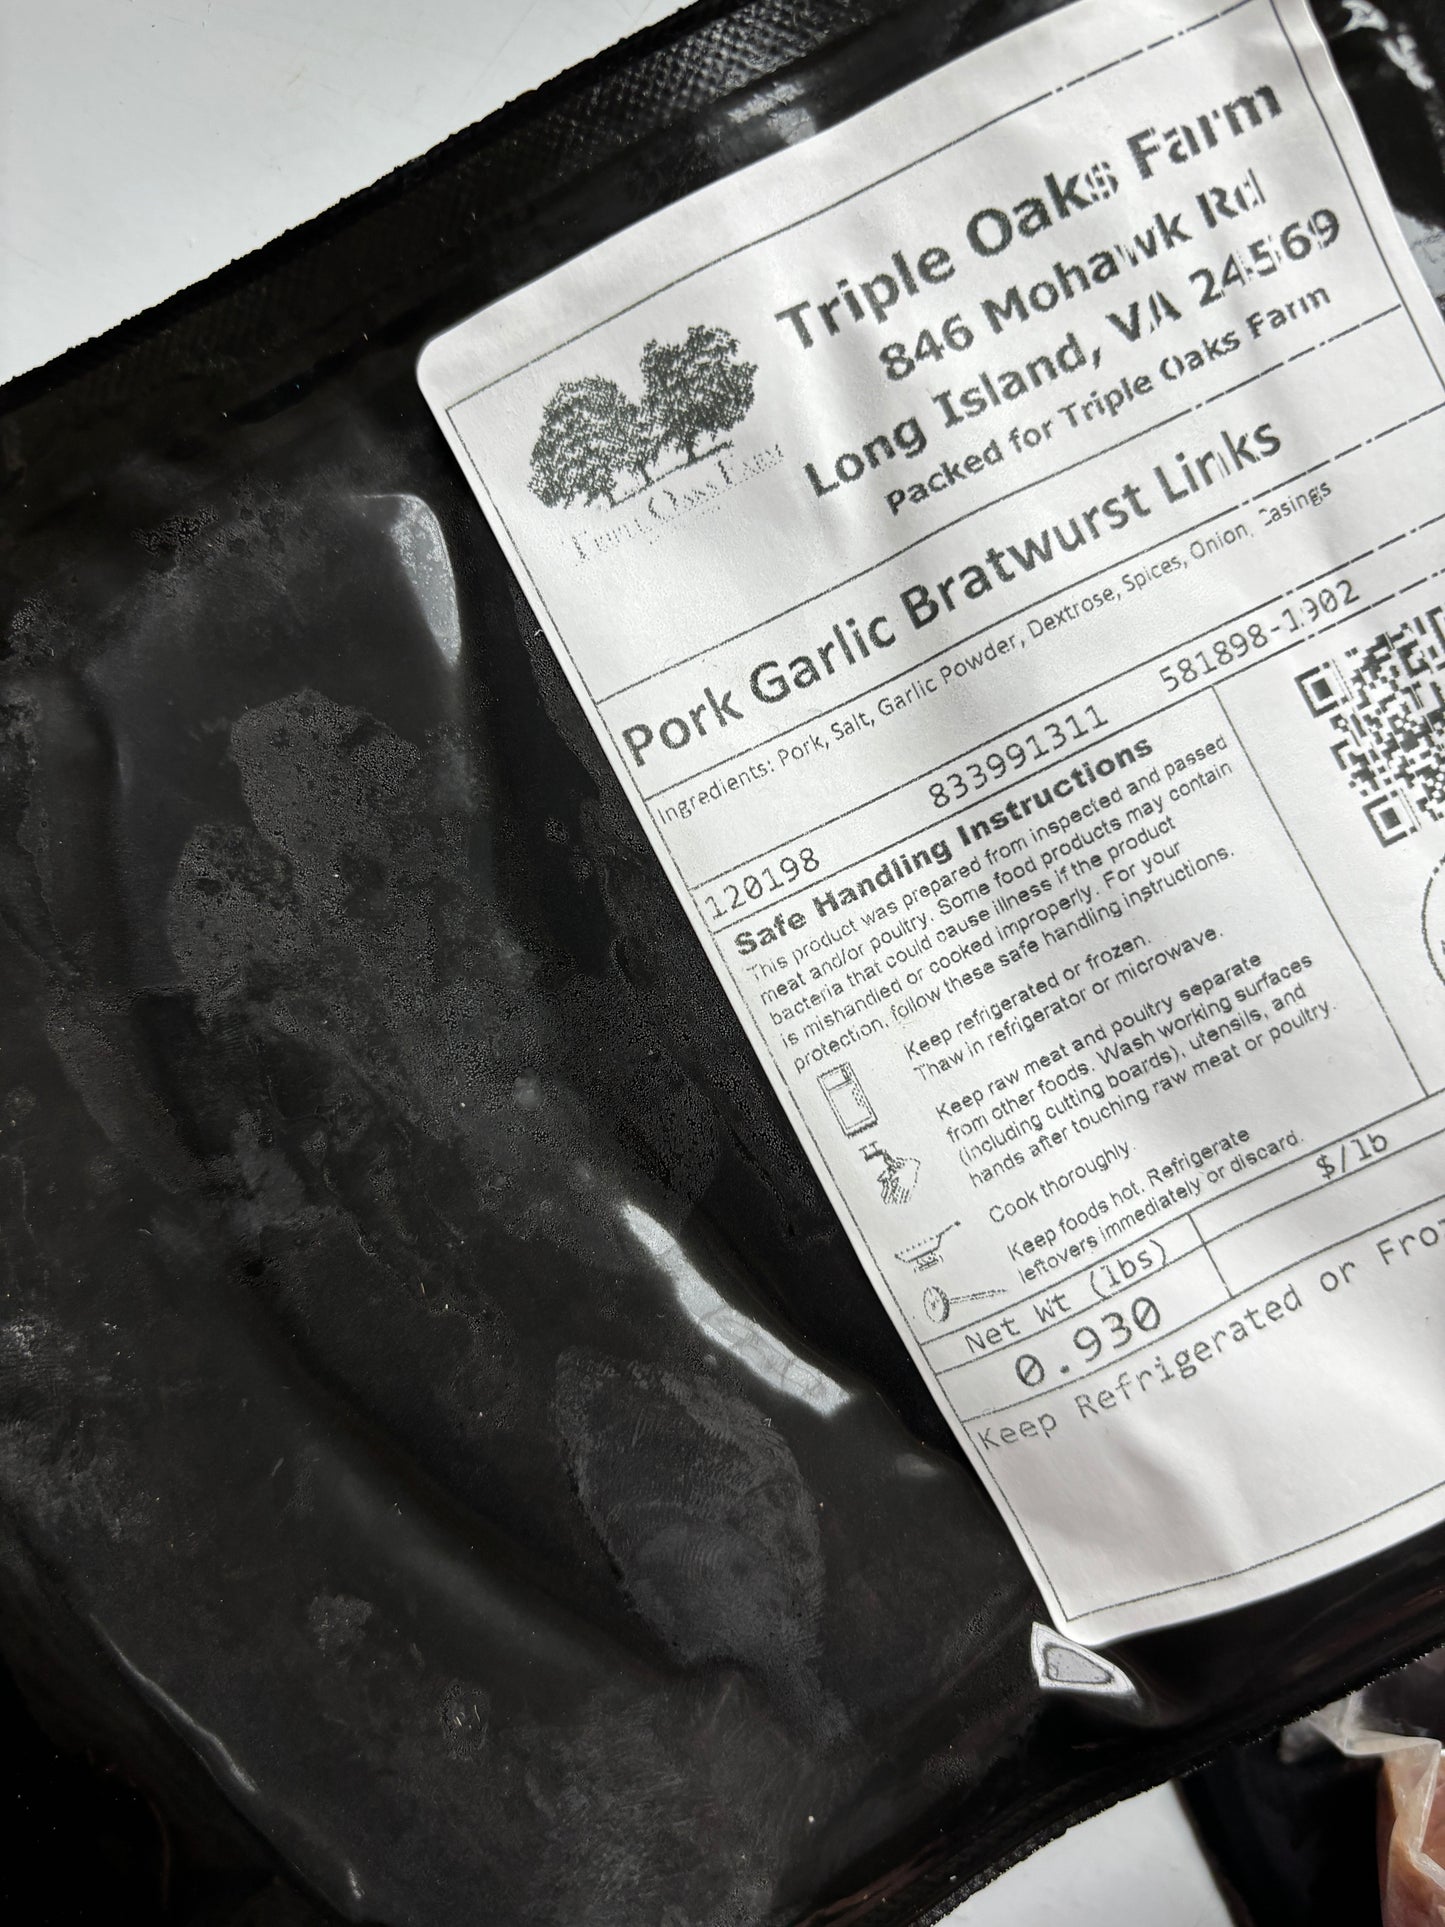 Triple Oaks Farm
846 Mohawk Rd
Long Island, VA 24569
Packed for Triple Oaks Farm
TRIPLE OAKS FARM
Pork Garlic Bratwurst Links
Ingredients: Pork, Salt, Garlic Powder, Dextrose, Spices, Onion, Casings
120198 833991311 581898-1902
Safe Handling Instructions
This product was prepared from inspected and passed
meat and/or poultry. Some food products may contain
bacteria that could cause illness if the product
is mishandled or cooked improperly. For your
protection, follow these safe handling instructions.
Keep refrigerated or frozen.
Thaw in refrigerator or microwave.
Keep raw meat and poultry separate
from other foods. Wash working surfaces
(including cutting boards), utensils, and
hands after touching raw meat or poultry.
Cook thoroughly.
Keep foods hot. Refrigerate
leftovers immediately or discard.
Net Wt (lbs) $/lb
0.930
Keep Refrigerated or Fro